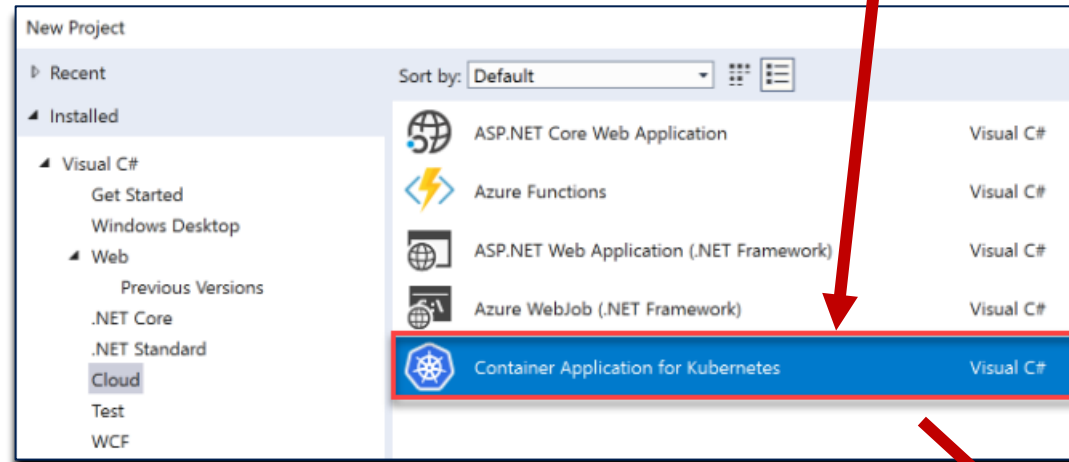 New Project
Recent
Installed
Visual C#
Get Started
Windows Desktop
Web
Previous Versions
.NET Core
.NET Standard
Cloud
Test
WCF
Sort by: Default
ASP.NET Core Web Application Visual C#
Azure Functions Visual C#
ASP.NET Web Application (.NET Framework) Visual C#
Azure WebJob (.NET Framework) Visual C#
Container Application for Kubernetes Visual C#